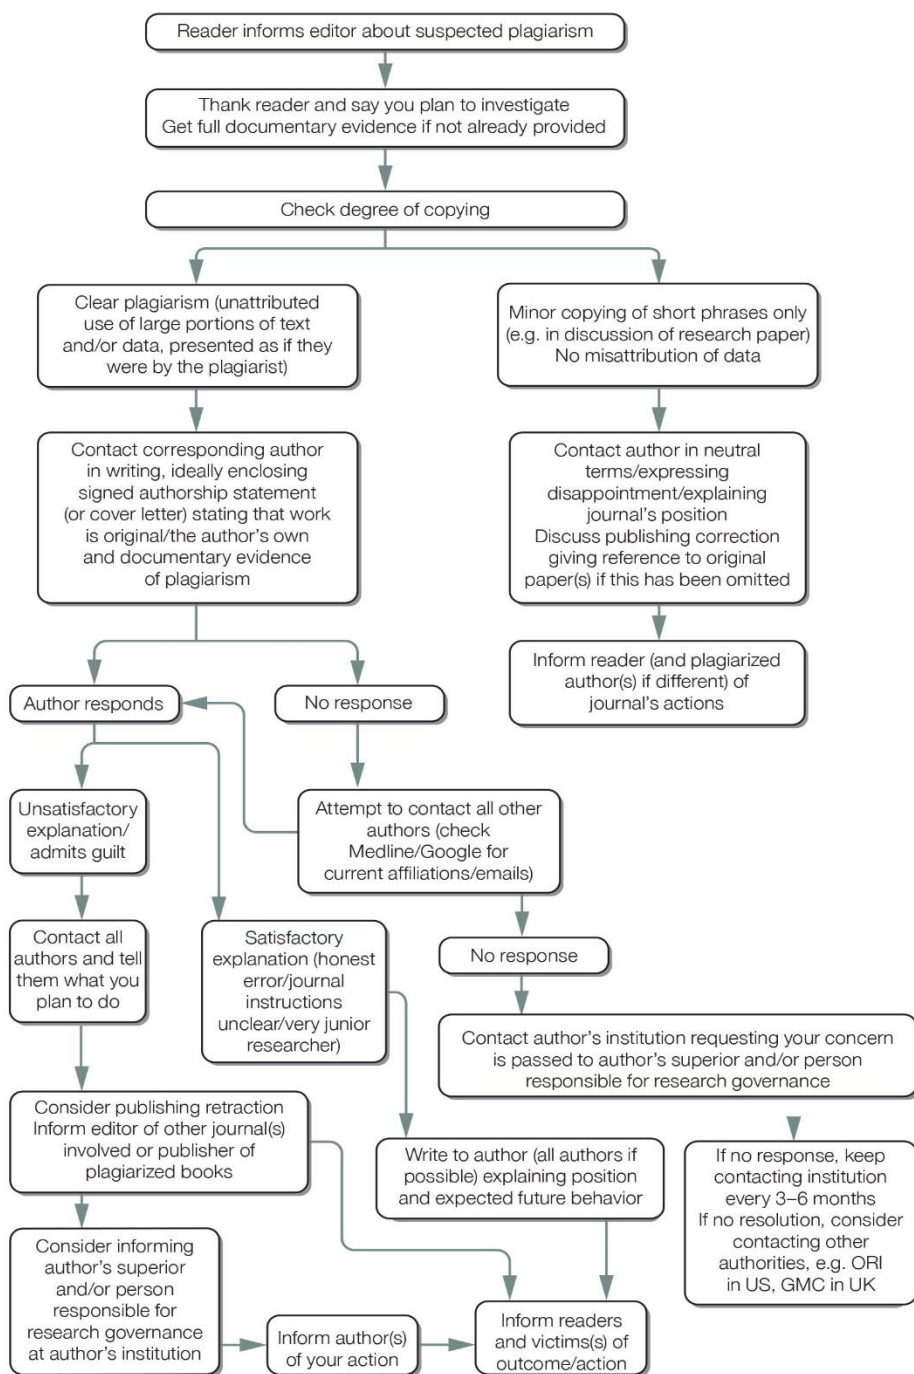 Reader informs editor about suspected plagiarism
Thank reader and say you plan to investigate
Get full documentary evidence if not already provided
Check degree of copying
Clear plagiarism (unattributed
use of large portions of text
and/or data, presented as if they
were by the plagiarist)
Minor copying of short phrases only
(e.g. in discussion of research paper)
No misattribution of data
Contact corresponding author
in writing, ideally enclosing
signed authorship statement
(or cover letter) stating that work
is original/the author's own
and documentary evidence
of plagiarism
Contact author in neutral
terms/expressing
disappointment/explaining
journal's position
Discuss publishing correction
giving reference to original
paper(s) if this has been omitted
Inform reader (and plagiarized
author(s) if different) of
journal's actions
Author responds
No response
Unsatisfactory
explanation/
admits guilt
Attempt to contact all other
authors (check
Medline/Google for
current affiliations/emails)
Contact all
authors and tell
them what you
plan to do
Satisfactory
explanation (honest
error/journal
instructions
unclear/very junior
researcher)
No response
Contact author's institution requesting your concern
is passed to author's superior and/or person
responsible for research governance
Consider publishing retraction
Inform editor of other journal(s)
involved or publisher of
plagiarized books
Write to author (all authors if
possible) explaining position
and expected future behavior
If no response, keep
contacting institution
every 3–6 months
If no resolution, consider
contacting other
authorities, e.g. ORI
in US, GMC in UK
Consider informing
author's superior
and/or person
responsible for
research governance
at author's institution
Inform author(s)
of your action
Inform readers
and victims(s) of
outcome/action